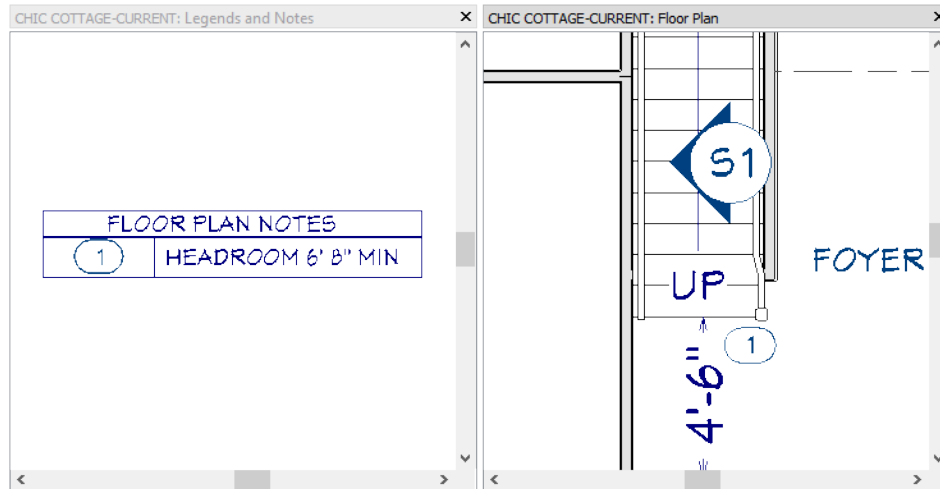 CHIC COTTAGE-CURRENT: Legends and Notes
FLOOR PLAN NOTES
1 HEADROOM 6' 8" MIN
CHIC COTTAGE-CURRENT: Floor Plan
S1
FOYER
UP
1
4'-6"